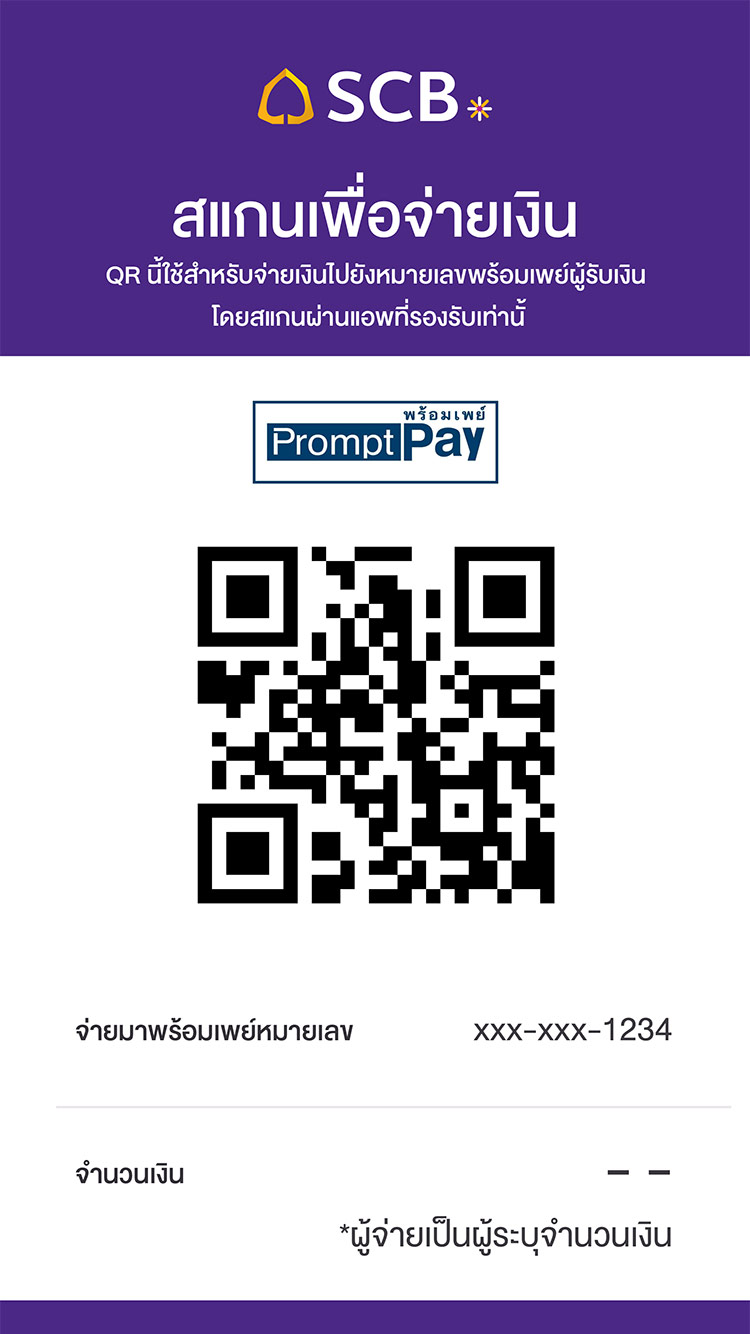 SCB
สแกนเพื่อจ่ายเงิน
QR นี้ใช้สำหรับจ่ายเงินไปยังหมายเลขพร้อมเพย์ผู้รับเงิน
โดยสแกนผ่านแอพที่รองรับเท่านั้น
พร้อมเพย์
PromptPay
จ่ายมาพร้อมเพย์หมายเลข xxx-xxx-1234
จำนวนเงิน – –
*ผู้จ่ายเป็นผู้ระบุจำนวนเงิน